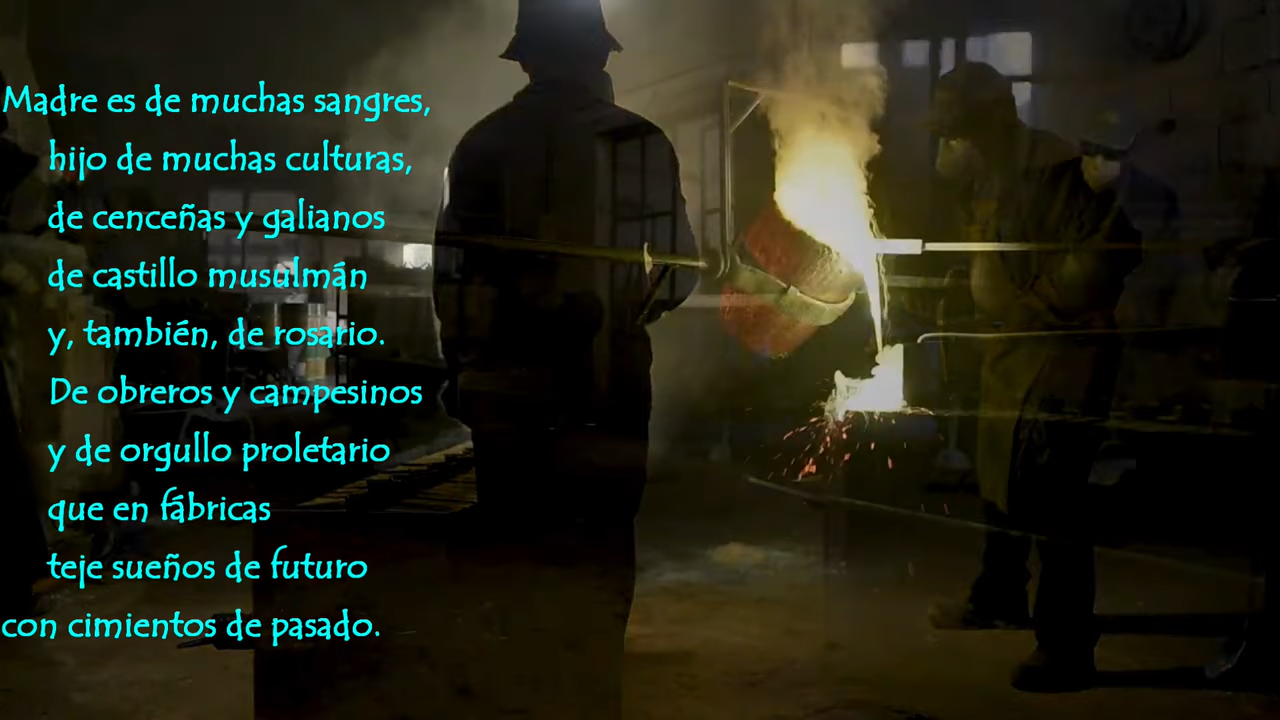 Madre es de muchas sangres,
hijo de muchas culturas,
de cenceñas y galianos
de castillo musulmán
y, también, de rosario.
De obreros y campesinos
y de orgullo proletario
que en fábricas
teje sueños de futuro
con cimientos de pasado.